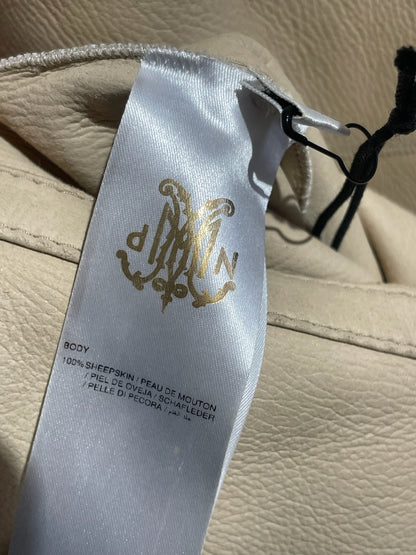 BODY
100% SHEEPSKIN / PEAU DE MOUTON
/ PIEL DE OVEJA / SCHAFLEDER
/ PELLE DI PECORA /